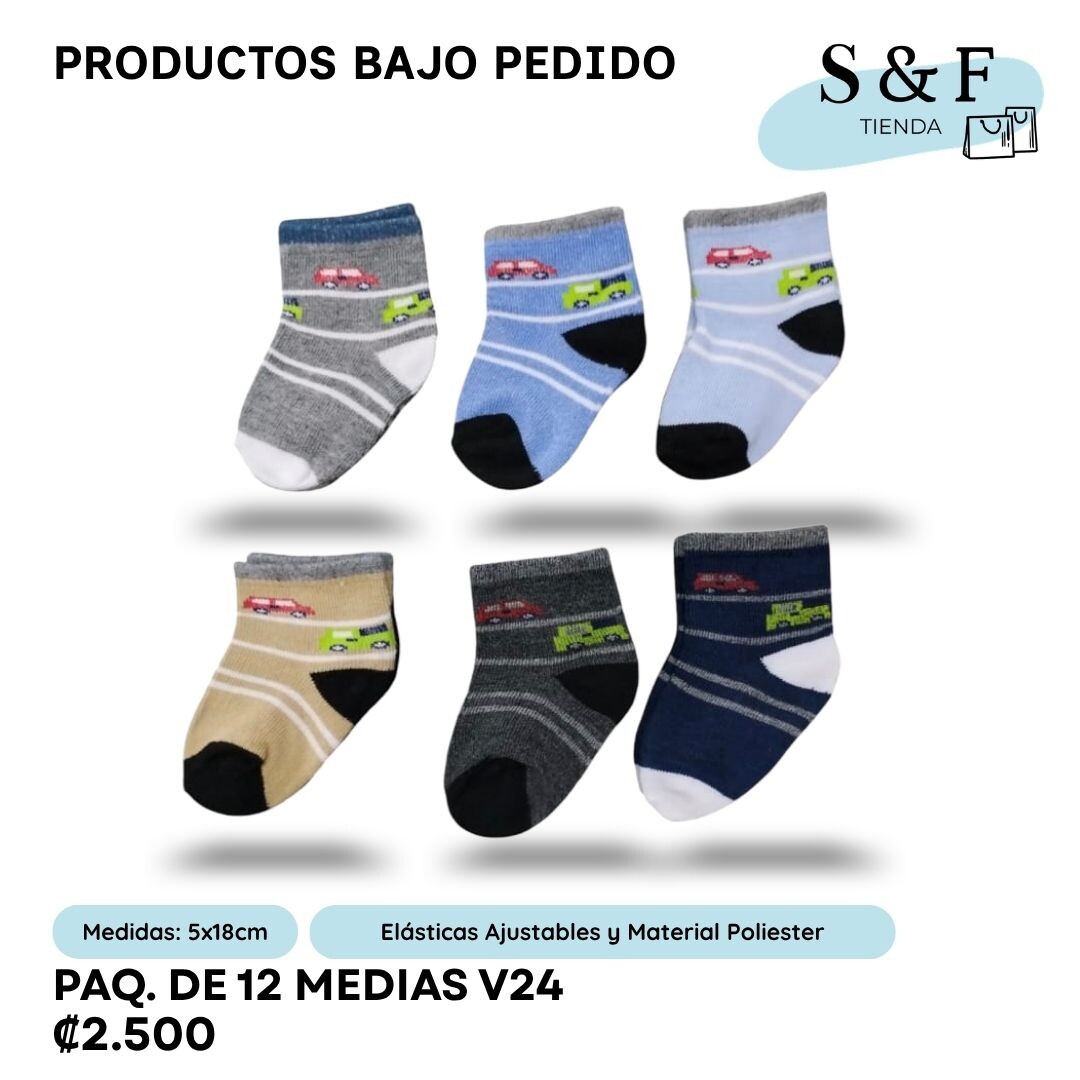 PRODUCTOS BAJO PEDIDO
S & F
TIENDA
Medidas: 5x18cm
Elásticas Ajustables y Material Poliester
PAQ. DE 12 MEDIAS V24
₡2.500